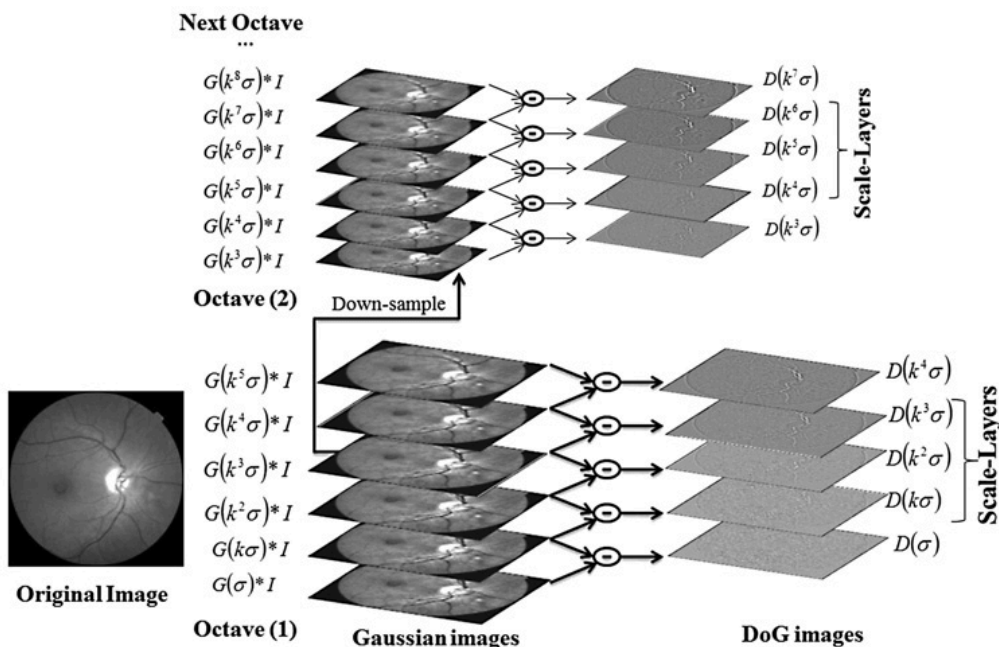 Next Octave
...
G(k⁸σ)* I
G(k⁷σ)* I
G(k⁶σ)* I
G(k⁵σ)* I
G(k⁴σ)* I
G(k³σ)* I
Octave (2)
D(k⁷σ)
D(k⁶σ)
D(k⁵σ)
D(k⁴σ)
D(k³σ)
Scale-Layers
Down-sample
G(k⁵σ)* I
G(k⁴σ)* I
G(k³σ)* I
G(k²σ)* I
G(kσ)* I
G(σ)* I
Octave (1)
D(k⁴σ)
D(k³σ)
D(k²σ)
D(kσ)
D(σ)
Scale-Layers
Original Image
Gaussian images
DoG images